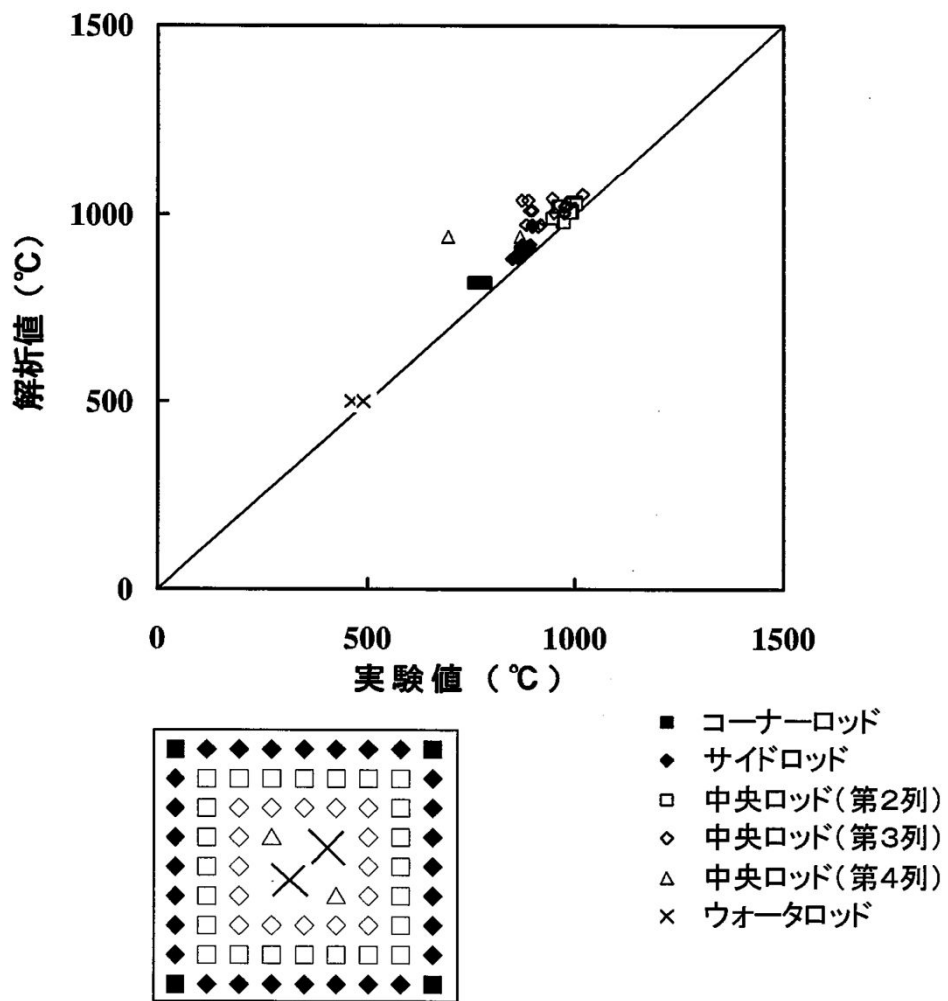 1500
1000
500
0
解析値（℃）
0
500
1000
1500
実験値（℃）
■ コーナーロッド
◆ サイドロッド
□ 中央ロッド(第2列)
◇ 中央ロッド(第3列)
△ 中央ロッド(第4列)
× ウォータロッド